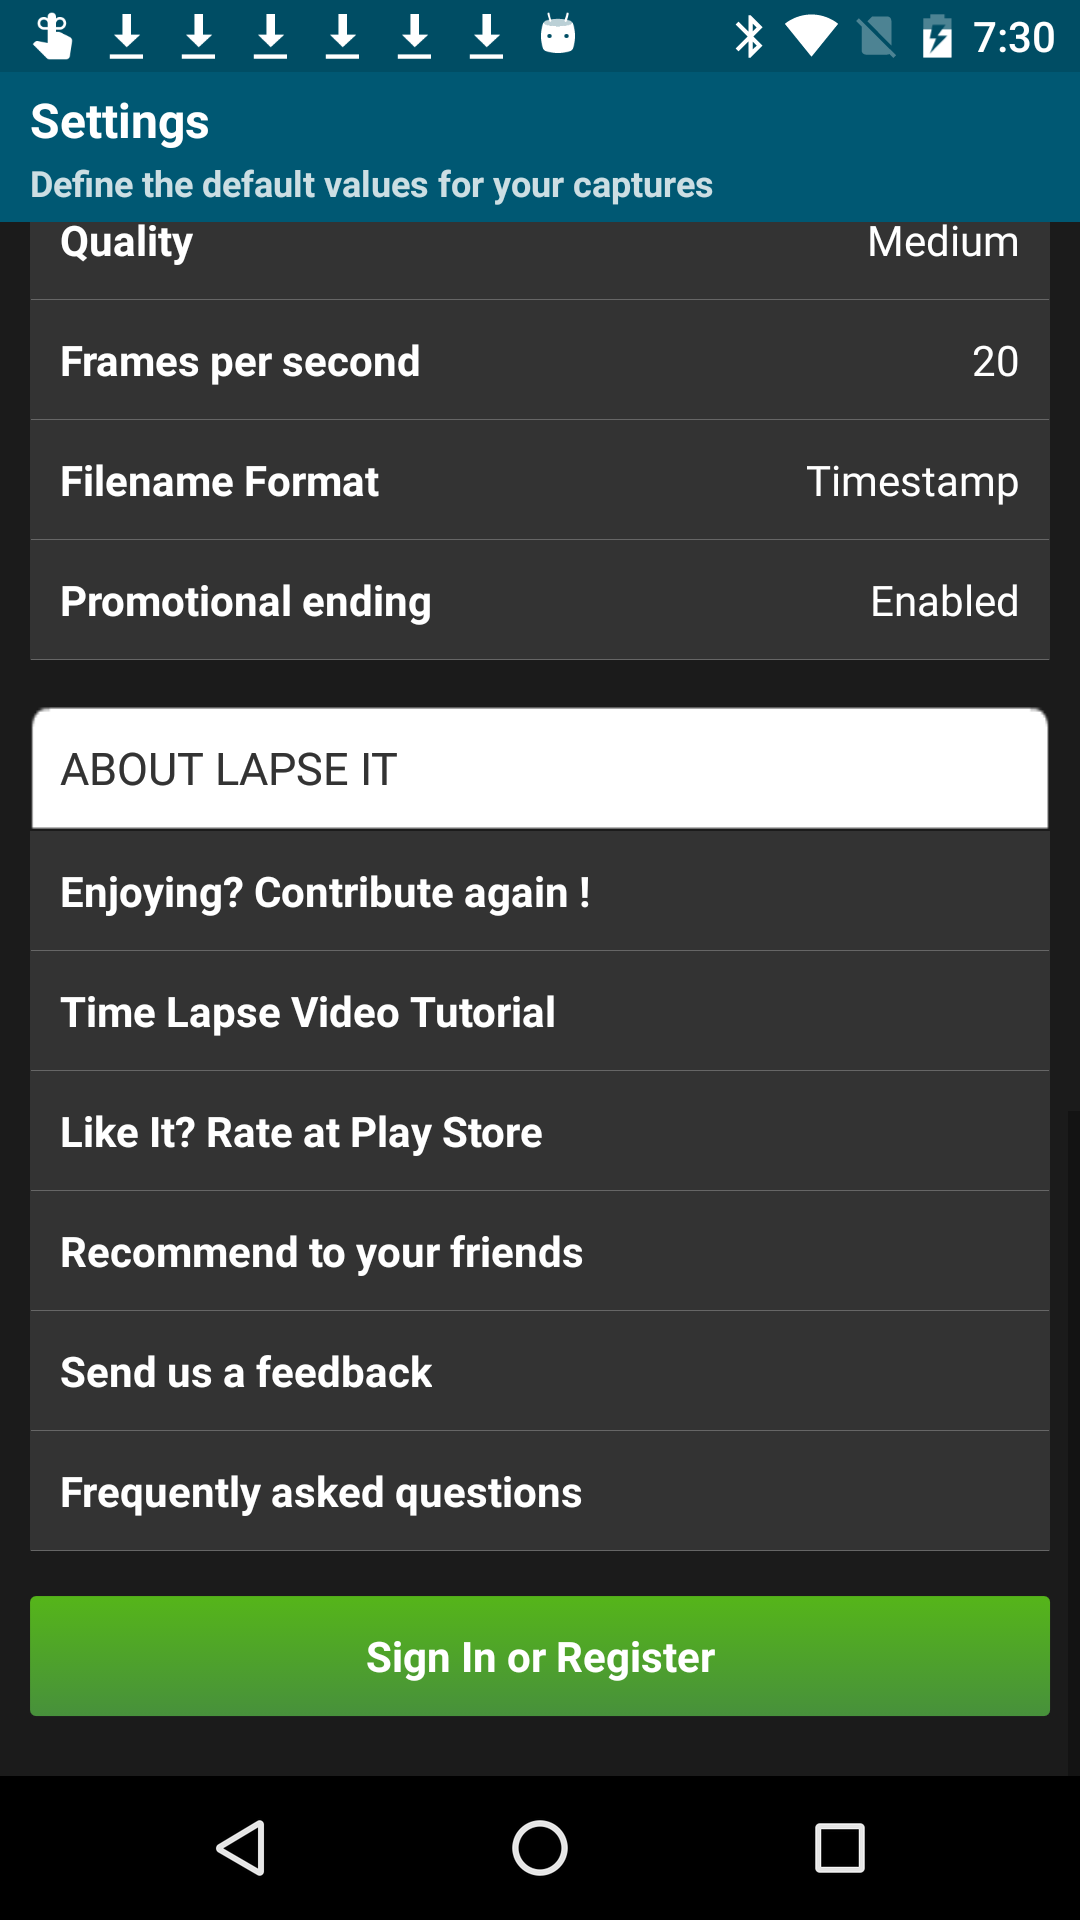 7:30
Settings
Define the default values for your captures
Quality Medium
Frames per second 20
Filename Format Timestamp
Promotional ending Enabled
ABOUT LAPSE IT
Enjoying? Contribute again !
Time Lapse Video Tutorial
Like It? Rate at Play Store
Recommend to your friends
Send us a feedback
Frequently asked questions
Sign In or Register